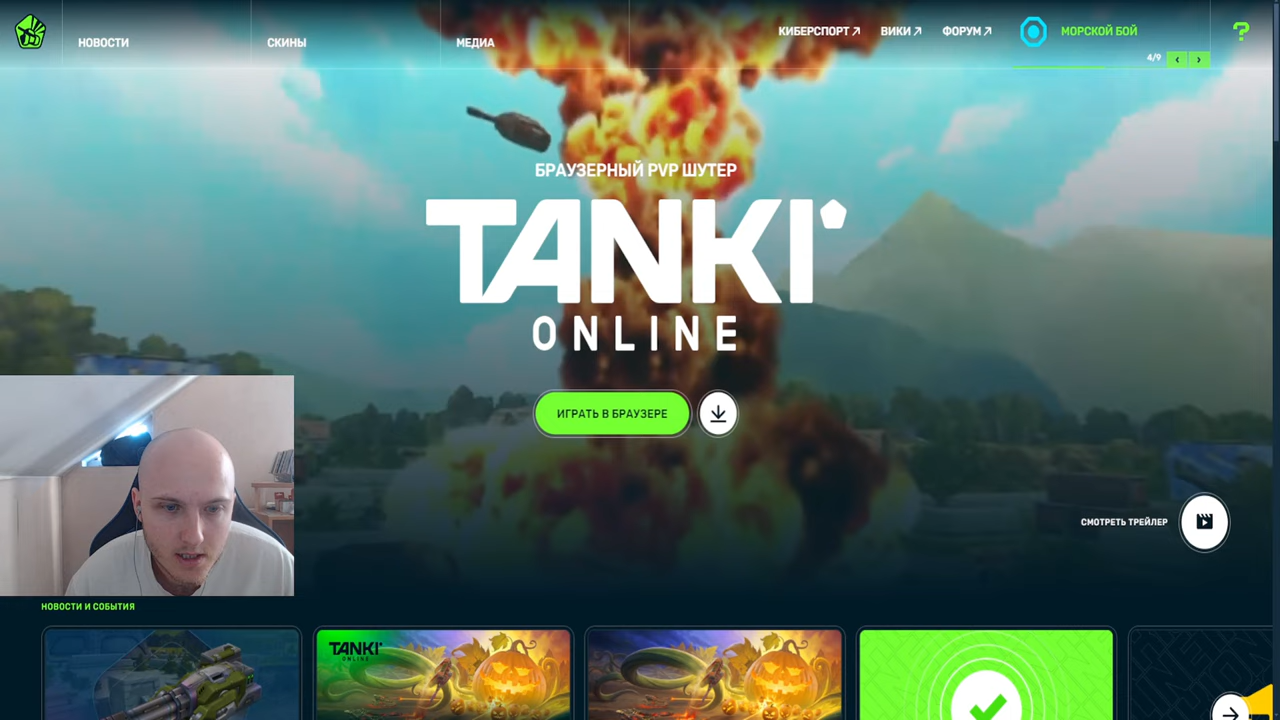 НОВОСТИ
СКИНЫ
МЕДИА
КИБЕРСПОРТ
ВИКИ
ФОРУМ
МОРСКОЙ БОЙ
4/9
БРАУЗЕРНЫЙ PVP ШУТЕР
TANKI
ONLINE
ИГРАТЬ В БРАУЗЕРЕ
СМОТРЕТЬ ТРЕЙЛЕР
НОВОСТИ И СОБЫТИЯ
TANKI
ONLINE